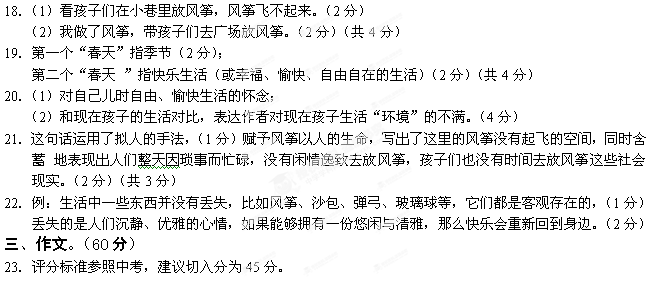 18.（1）看孩子们在小巷里放风筝，风筝飞不起来。（2 分）
（2）我做了风筝，带孩子们去广场放风筝。（2 分）（共 4 分）
19. 第一个“春天”指季节（2 分）；
第二个“春天 ”指快乐生活（或幸福、愉快、自由自在的生活）（2 分）（共 4 分）
20.（1）对自己儿时自由、愉快生活的怀念；
（2）和现在孩子的生活对比，表达作者对现在孩子生活“环境”的不满。（4 分）
21. 这句话运用了拟人的手法，（1 分）赋予风筝以人的生命，写出了这里的风筝没有起飞的空间，同时含
蓄 地表现出人们整天因琐事而忙碌，没有闲情逸致去放风筝，孩子们也没有时间去放风筝这些社会
现实。（2 分）（共 3 分）
22. 例：生活中一些东西并没有丢失，比如风筝、沙包、弹弓、玻璃球等，它们都是客观存在的，（1 分）
丢失的是人们沉静、优雅的心情，如果能够拥有一份悠闲与清雅，那么快乐会重新回到身边。（2 分）
三、作文。（60 分）
23. 评分标准参照中考，建议切入分为 45 分。